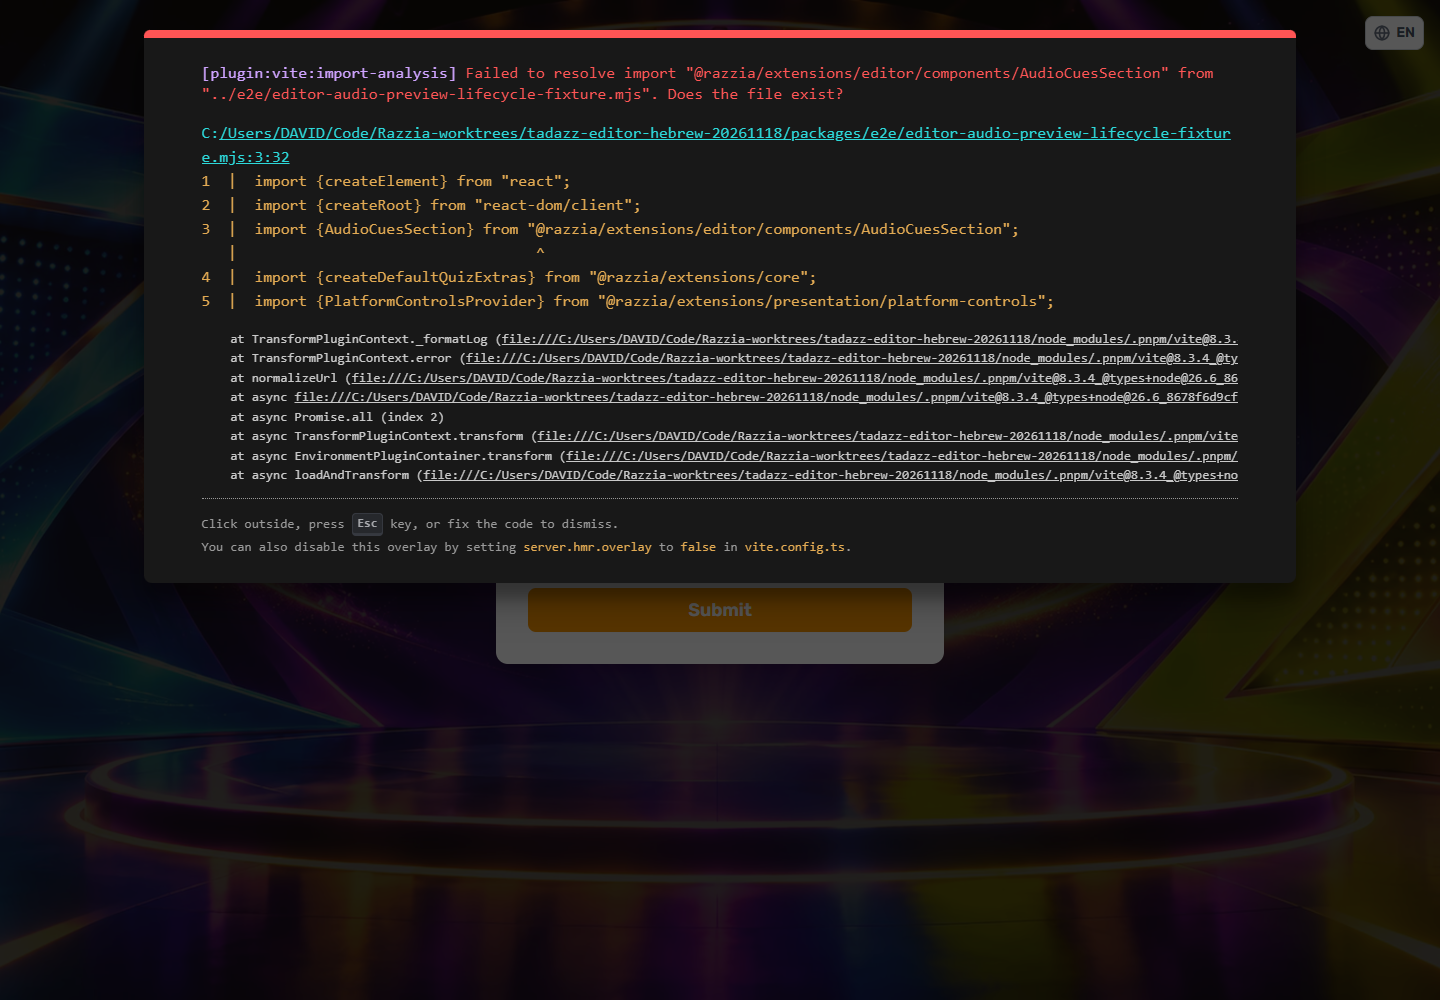 EN
[plugin:vite:import-analysis] Failed to resolve import "@razzia/extensions/editor/components/AudioCuesSection" from
"../e2e/editor-audio-preview-lifecycle-fixture.mjs". Does the file exist?
C:/Users/DAVID/Code/Razzia-worktrees/tadazz-editor-hebrew-20261118/packages/e2e/editor-audio-preview-lifecycle-fixtur
e.mjs:3:32
1 | import {createElement} from "react";
2 | import {createRoot} from "react-dom/client";
3 | import {AudioCuesSection} from "@razzia/extensions/editor/components/AudioCuesSection";
| ^
4 | import {createDefaultQuizExtras} from "@razzia/extensions/core";
5 | import {PlatformControlsProvider} from "@razzia/extensions/presentation/platform-controls";
at TransformPluginContext._formatLog (file:///C:/Users/DAVID/Code/Razzia-worktrees/tadazz-editor-hebrew-20261118/node_modules/.pnpm/vite@8.3.
at TransformPluginContext.error (file:///C:/Users/DAVID/Code/Razzia-worktrees/tadazz-editor-hebrew-20261118/node_modules/.pnpm/vite@8.3.4_@ty
at normalizeUrl (file:///C:/Users/DAVID/Code/Razzia-worktrees/tadazz-editor-hebrew-20261118/node_modules/.pnpm/vite@8.3.4_@types+node@26.6_86
at async file:///C:/Users/DAVID/Code/Razzia-worktrees/tadazz-editor-hebrew-20261118/node_modules/.pnpm/vite@8.3.4_@types+node@26.6_8678f6d9cf
at async Promise.all (index 2)
at async TransformPluginContext.transform (file:///C:/Users/DAVID/Code/Razzia-worktrees/tadazz-editor-hebrew-20261118/node_modules/.pnpm/vite
at async EnvironmentPluginContainer.transform (file:///C:/Users/DAVID/Code/Razzia-worktrees/tadazz-editor-hebrew-20261118/node_modules/.pnpm/
at async loadAndTransform (file:///C:/Users/DAVID/Code/Razzia-worktrees/tadazz-editor-hebrew-20261118/node_modules/.pnpm/vite@8.3.4_@types+no
Click outside, press Esc key, or fix the code to dismiss.
You can also disable this overlay by setting server.hmr.overlay to false in vite.config.ts.
Submit